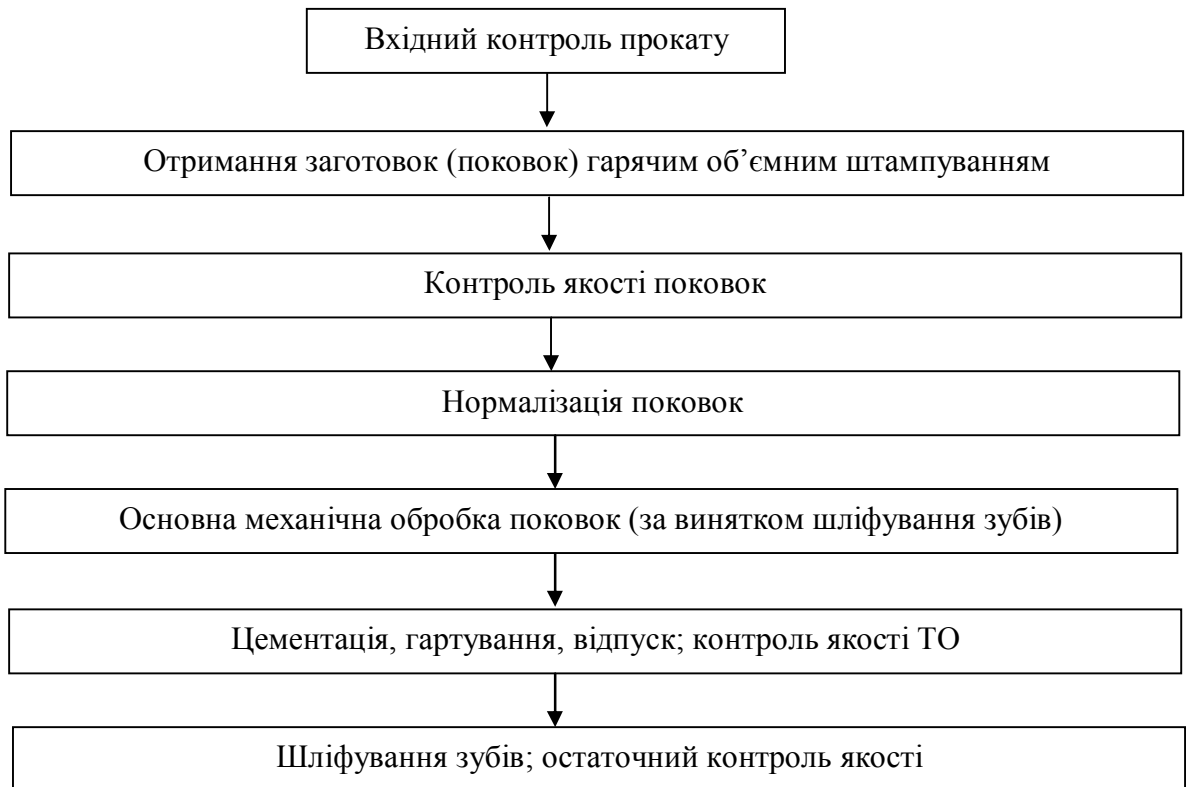 Вхідний контроль прокату
Отримання заготовок (поковок) гарячим об’ємним штампуванням
Контроль якості поковок
Нормалізація поковок
Основна механічна обробка поковок (за винятком шліфування зубів)
Цементація, гартування, відпуск; контроль якості ТО
Шліфування зубів; остаточний контроль якості